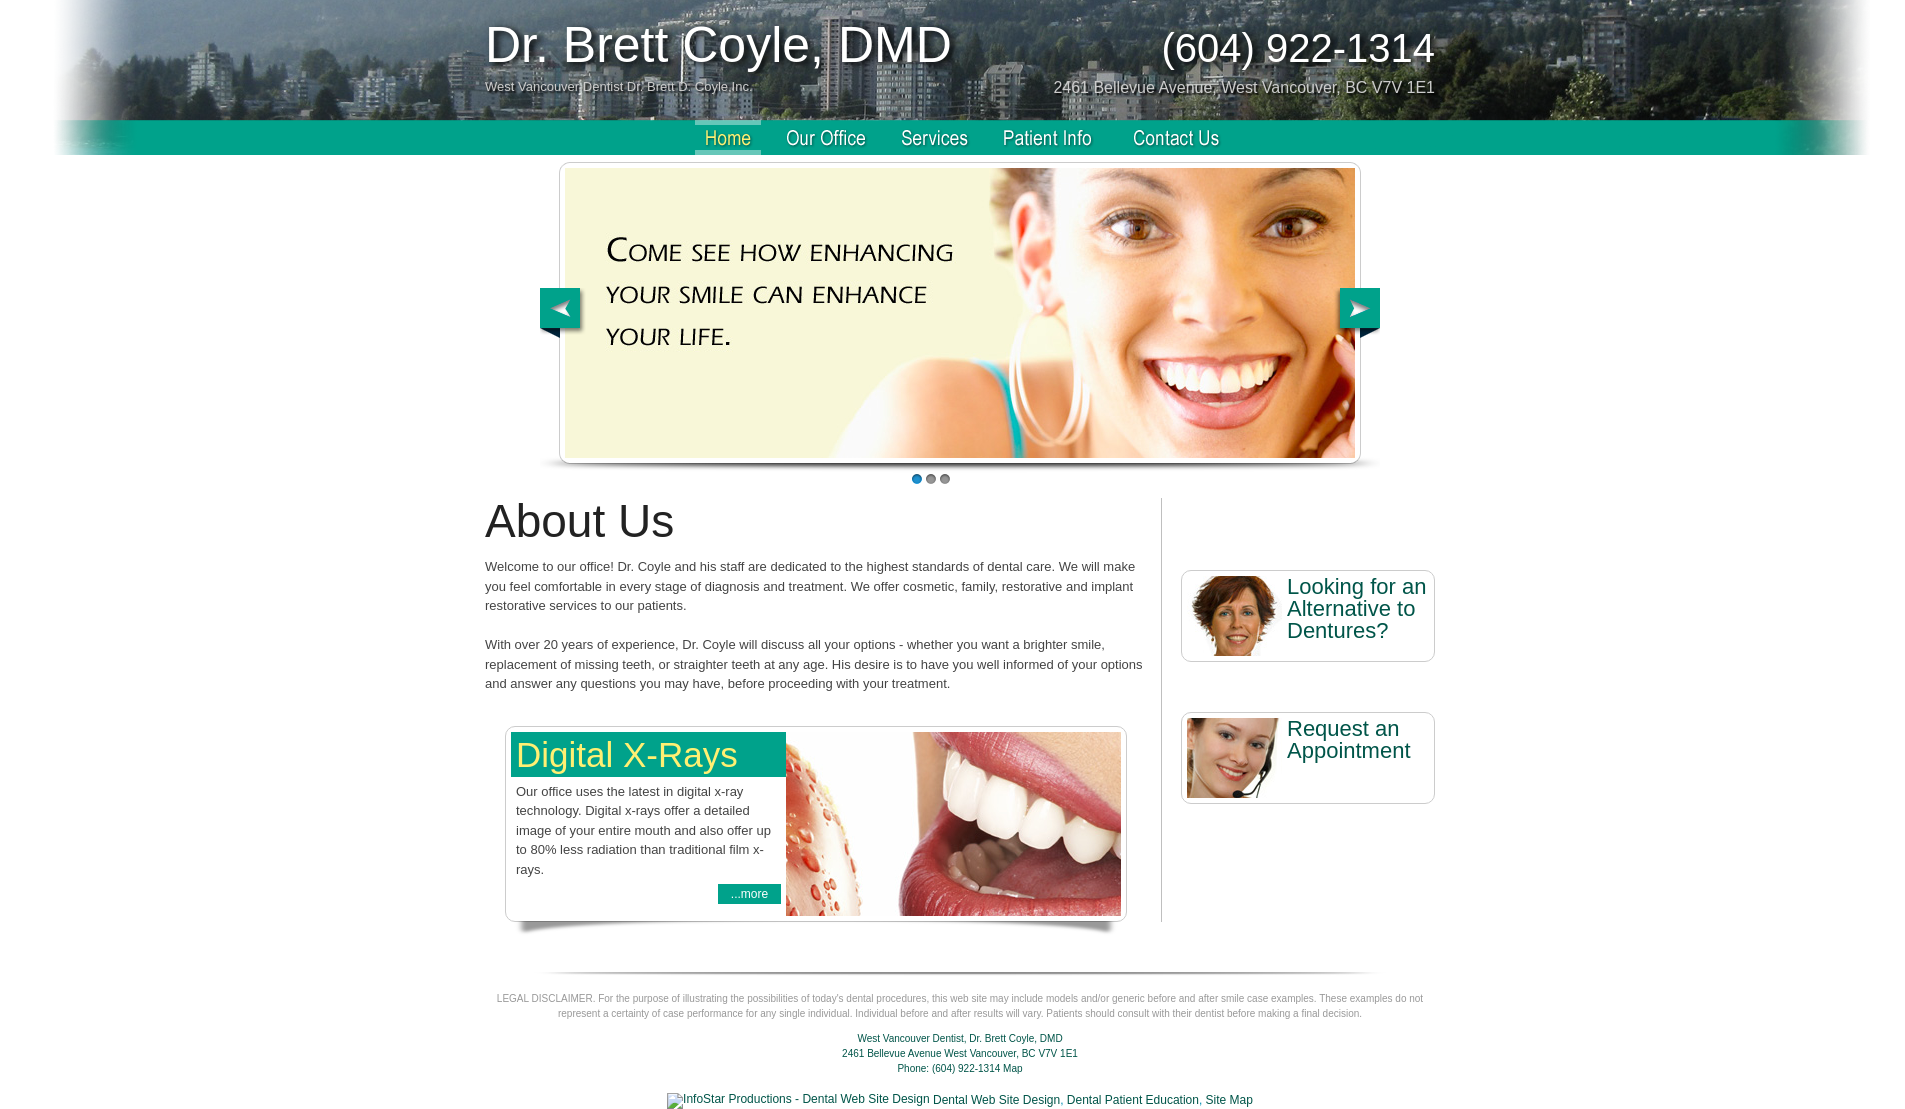 Dr. Brett Coyle, DMD
(604) 922-1314
West Vancouver Dentist Dr. Brett D. Coyle,Inc.
2461 Bellevue Avenue, West Vancouver, BC V7V 1E1
Home
Our Office
Services
Patient Info
Contact Us
Come see how enhancing
your smile can enhance
your life.
About Us
Welcome to our office! Dr. Coyle and his staff are dedicated to the highest standards of dental care. We will make
you feel comfortable in every stage of diagnosis and treatment. We offer cosmetic, family, restorative and implant
restorative services to our patients.
With over 20 years of experience, Dr. Coyle will discuss all your options - whether you want a brighter smile,
replacement of missing teeth, or straighter teeth at any age. His desire is to have you well informed of your options
and answer any questions you may have, before proceeding with your treatment.
Looking for an
Alternative to
Dentures?
Request an
Appointment
Digital X-Rays
Our office uses the latest in digital x-ray
technology. Digital x-rays offer a detailed
image of your entire mouth and also offer up
to 80% less radiation than traditional film x-
rays.
...more
LEGAL DISCLAIMER. For the purpose of illustrating the possibilities of today's dental procedures, this web site may include models and/or generic before and after smile case examples. These examples do not
represent a certainty of case performance for any single individual. Individual before and after results will vary. Patients should consult with their dentist before making a final decision.
West Vancouver Dentist, Dr. Brett Coyle, DMD
2461 Bellevue Avenue West Vancouver, BC V7V 1E1
Phone: (604) 922-1314 Map
InfoStar Productions - Dental Web Site Design Dental Web Site Design, Dental Patient Education, Site Map